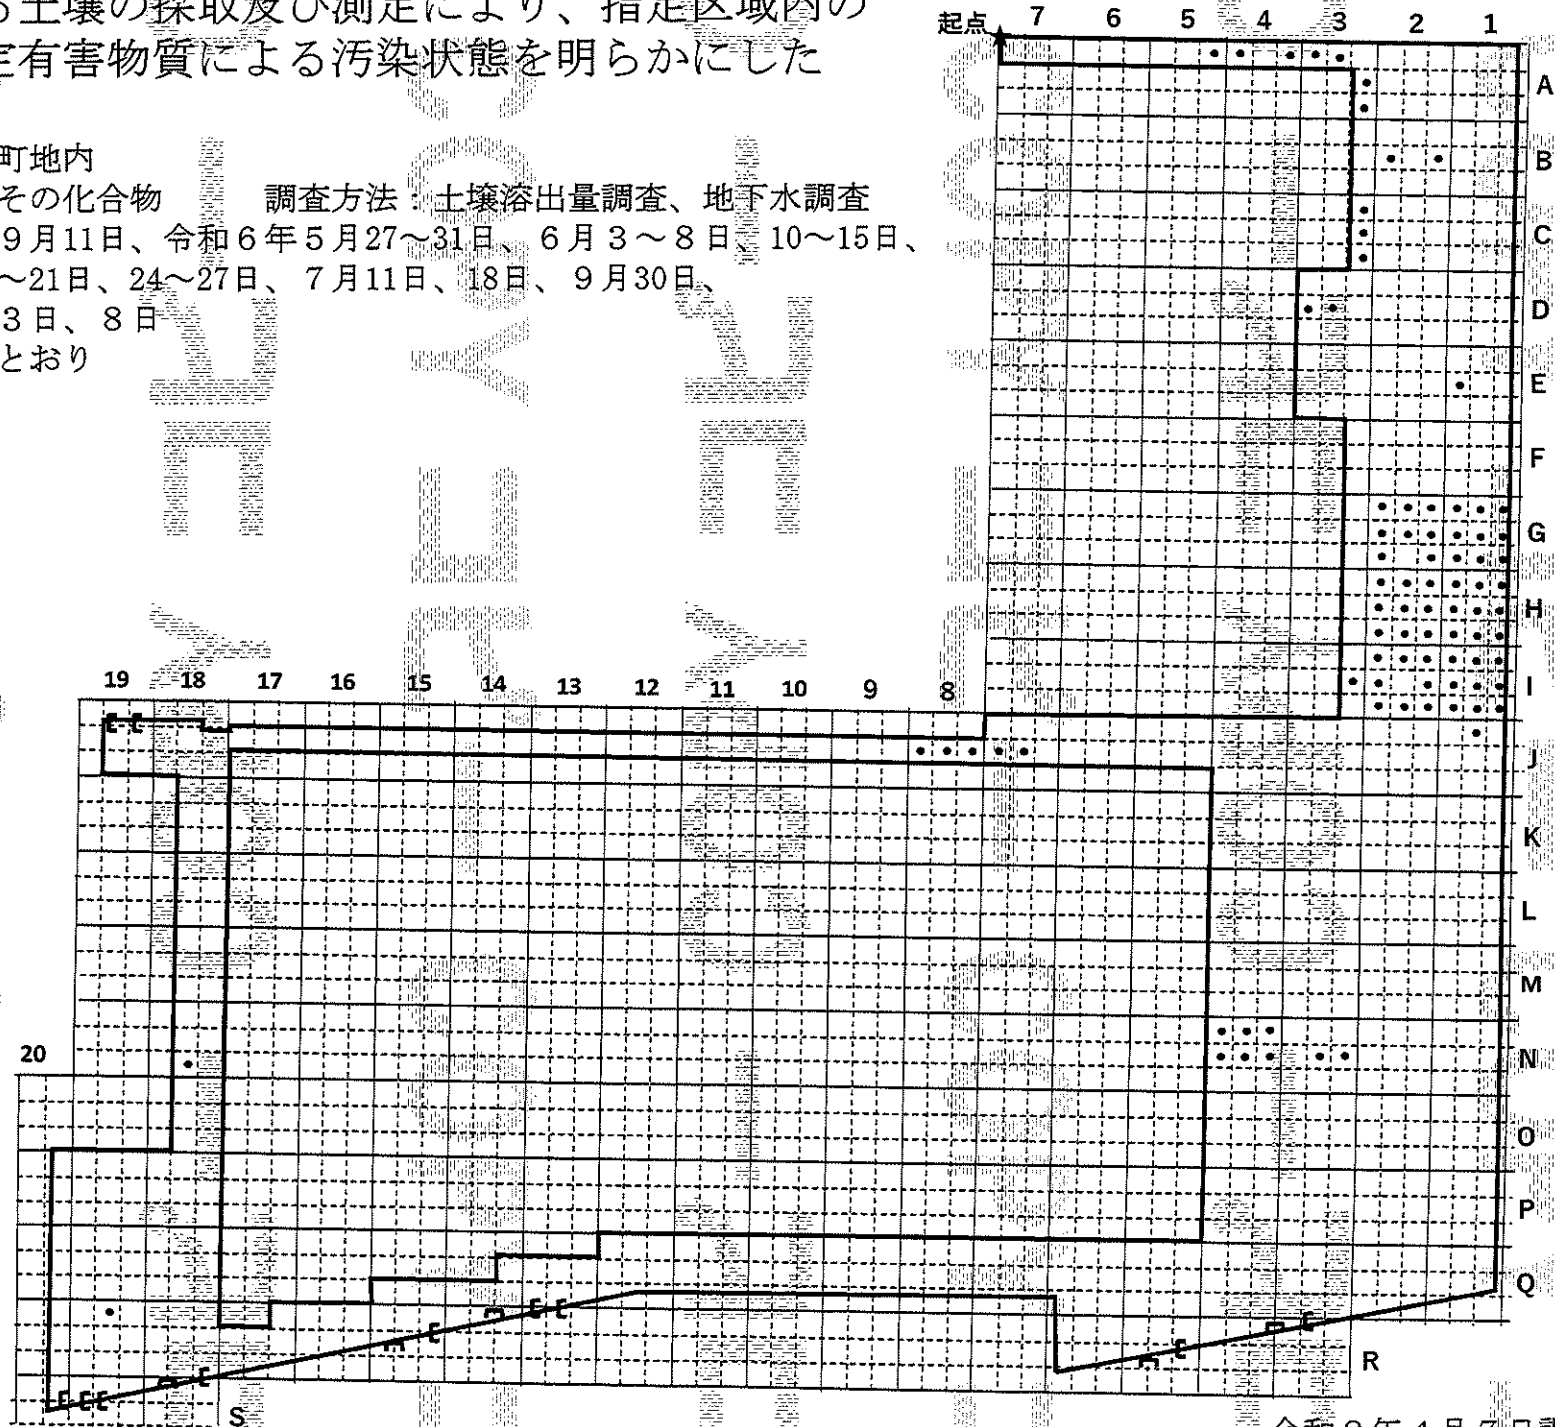 る土壌の採取及び測定により、指定区域内の
定有害物質による汚染状態を明らかにした
町地内
その化合物 調査方法：土壌溶出量調査、地下水調査
９月11日、令和６年５月27～31日、６月３～８日、10～15日、
～21日、24～27日、７月11日、18日、９月30日、
３日、８日
とおり
起点 7 6 5 4 3 2 1
A
B
C
D
E
F
G
H
I
19 18 17 16 15 14 13 12 11 10 9 8
J
K
L
M
20
N
O
P
Q
R
S